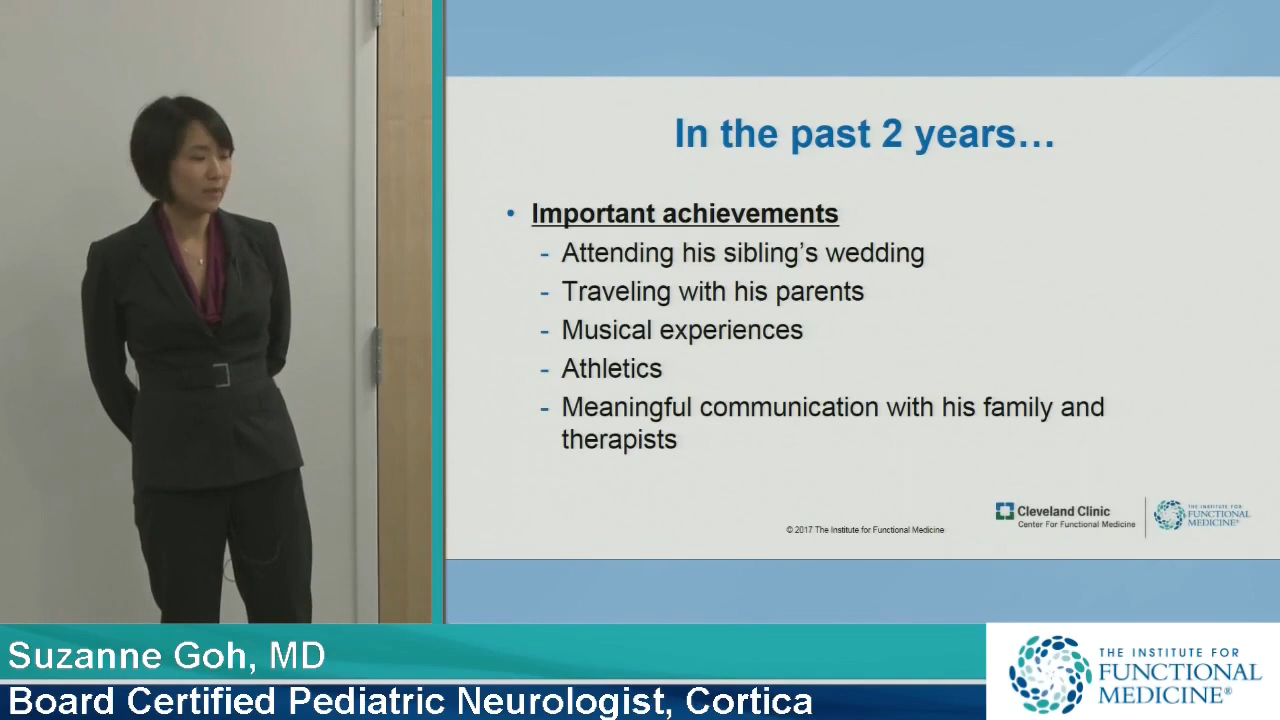 In the past 2 years…
• Important achievements
- Attending his sibling's wedding
- Traveling with his parents
- Musical experiences
- Athletics
- Meaningful communication with his family and
therapists
© 2017 The Institute for Functional Medicine
Cleveland Clinic
Center For Functional Medicine
THE INSTITUTE FOR
FUNCTIONAL
MEDICINE®
Suzanne Goh, MD
Board Certified Pediatric Neurologist, Cortica
THE INSTITUTE FOR
FUNCTIONAL
MEDICINE®